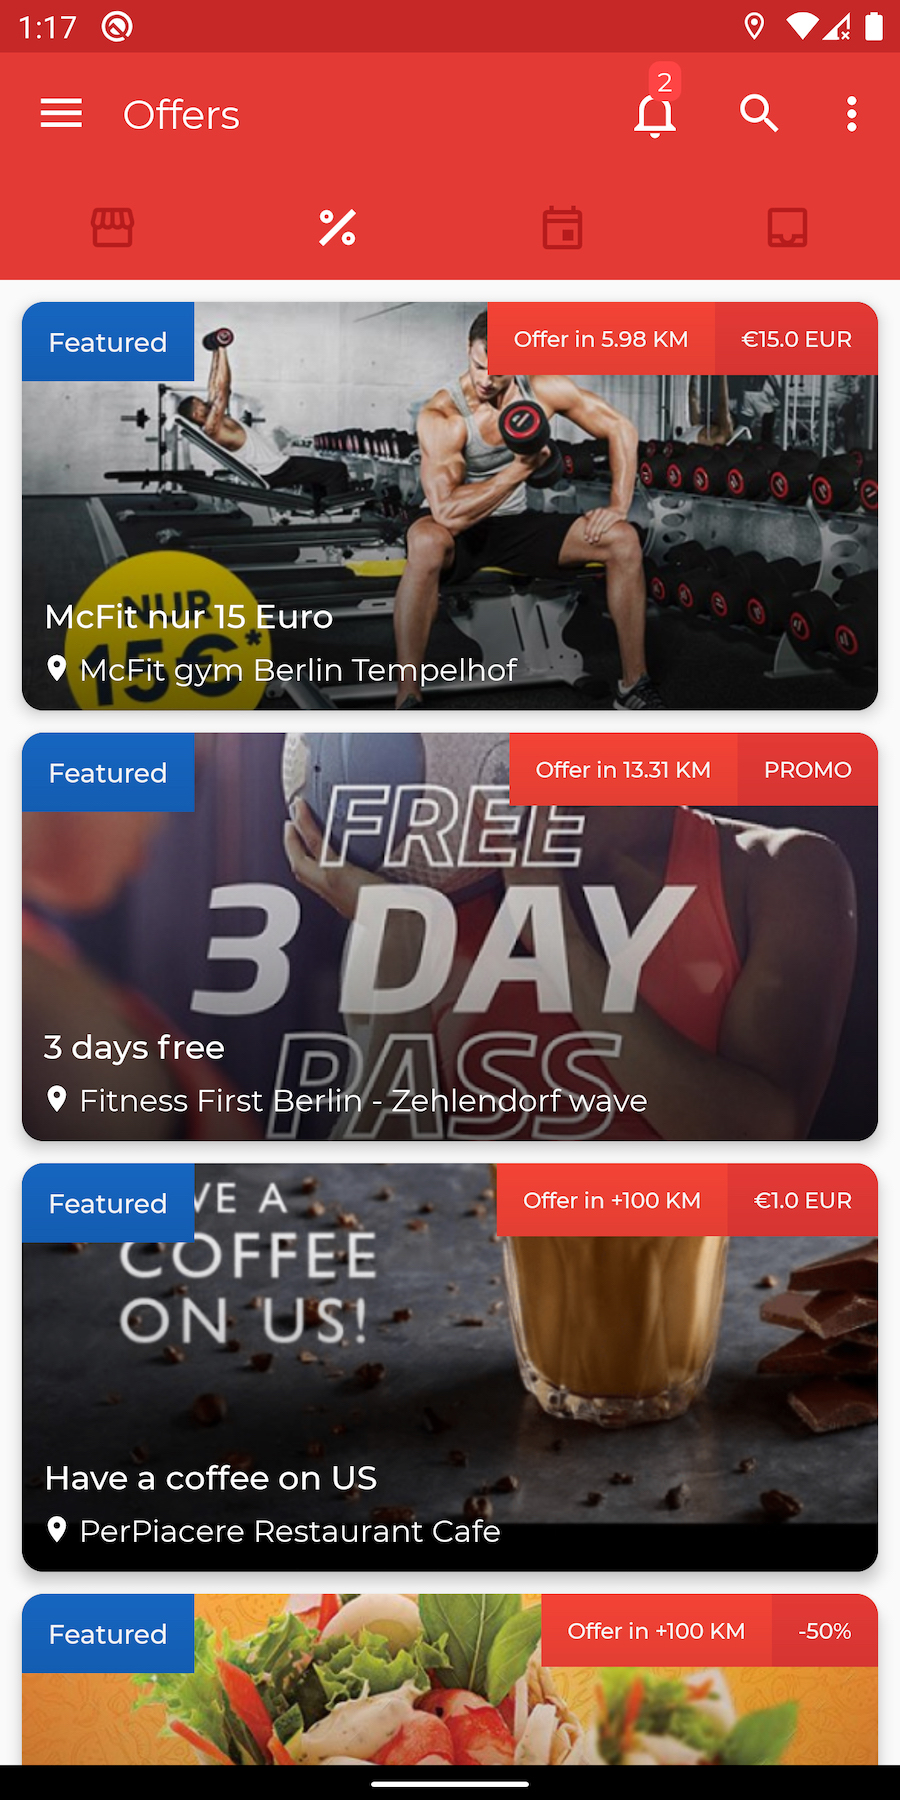 1:17
2
Offers
Featured
Offer in 5.98 KM
€15.0 EUR
NUR
15€*
McFit nur 15 Euro
McFit gym Berlin Tempelhof
Featured
Offer in 13.31 KM
PROMO
FREE
3 DAY
PASS
3 days free
Fitness First Berlin - Zehlendorf wave
Featured
Offer in +100 KM
€1.0 EUR
VE A
COFFEE
ON US!
Have a coffee on US
PerPiacere Restaurant Cafe
Featured
Offer in +100 KM
-50%